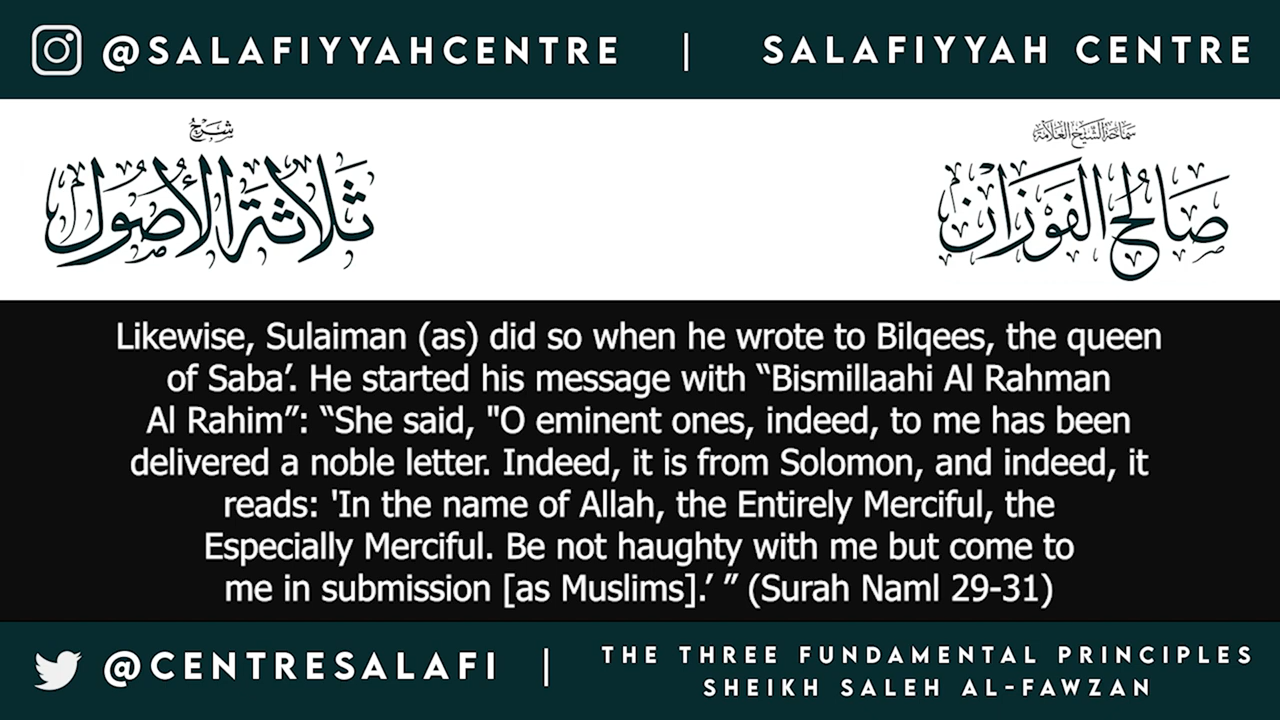 @SALAFIYYAHCENTRE | SALAFIYYAH CENTRE
شرح
ثلاثة الأصول
سماحة الشيخ العلامة
صالح الفوزان
Likewise, Sulaiman (as) did so when he wrote to Bilqees, the queen
of Saba’. He started his message with “Bismillaahi Al Rahman
Al Rahim”: “She said, "O eminent ones, indeed, to me has been
delivered a noble letter. Indeed, it is from Solomon, and indeed, it
reads: 'In the name of Allah, the Entirely Merciful, the
Especially Merciful. Be not haughty with me but come to
me in submission [as Muslims].’ ” (Surah Naml 29-31)
@CENTRESALAFI |
THE THREE FUNDAMENTAL PRINCIPLES
SHEIKH SALEH AL-FAWZAN